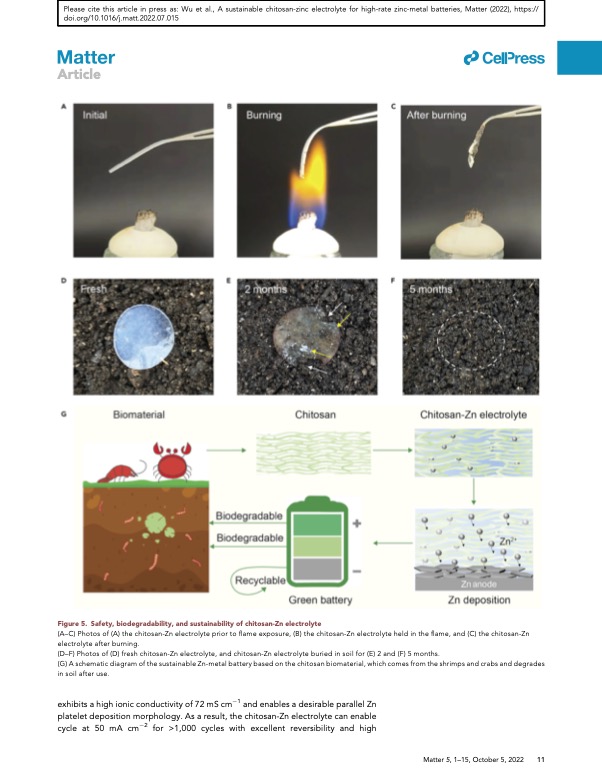 Please cite this article in press as: Wu et al., A sustainable chitosan-zinc electrolyte for high-rate zinc-metal batteries, Matter (2022), https://
doi.org/10.1016/j.matt.2022.07.015
Matter
Article
CellPress
A
Initial
B
Burning
C
After burning
D
Fresh
E
2 months
F
5 months
G
Biomaterial
Chitosan
Chitosan-Zn electrolyte
Biodegradable
Biodegradable
Recyclable
+
−
Green battery
Zn²⁺
Zn anode
Zn deposition
Figure 5. Safety, biodegradability, and sustainability of chitosan-Zn electrolyte
(A–C) Photos of (A) the chitosan-Zn electrolyte prior to flame exposure, (B) the chitosan-Zn electrolyte held in the flame, and (C) the chitosan-Zn
electrolyte after burning.
(D–F) Photos of (D) fresh chitosan-Zn electrolyte, and chitosan-Zn electrolyte buried in soil for (E) 2 and (F) 5 months.
(G) A schematic diagram of the sustainable Zn-metal battery based on the chitosan biomaterial, which comes from the shrimps and crabs and degrades
in soil after use.
exhibits a high ionic conductivity of 72 mS cm⁻¹ and enables a desirable parallel Zn
platelet deposition morphology. As a result, the chitosan-Zn electrolyte can enable
cycle at 50 mA cm⁻² for >1,000 cycles with excellent reversibility and high
Matter 5, 1–15, October 5, 2022 11